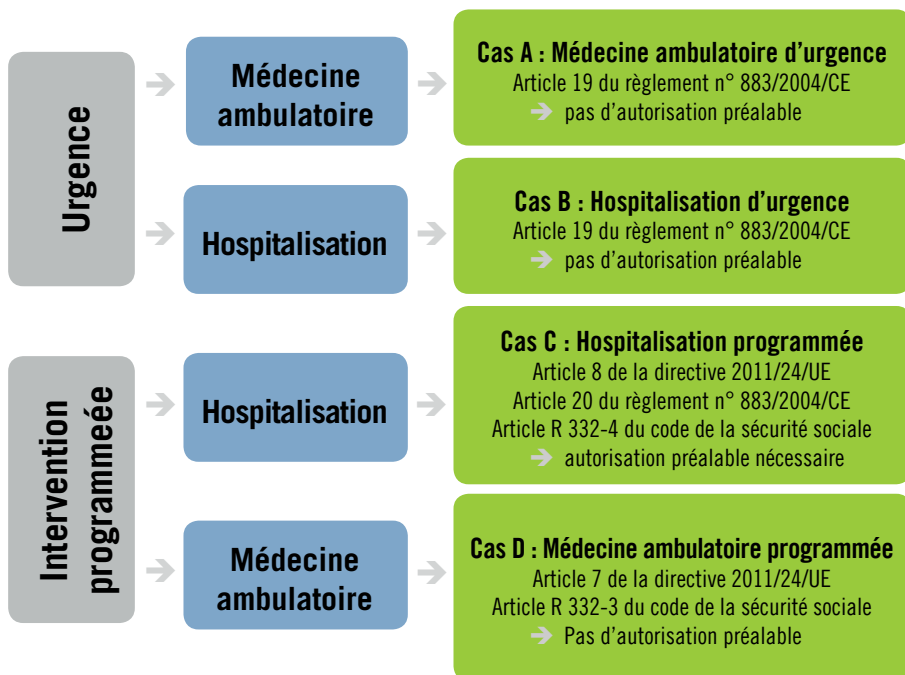 Urgence
Médecine
ambulatoire
Cas A : Médecine ambulatoire d’urgence
Article 19 du règlement n° 883/2004/CE
➔ pas d’autorisation préalable
Hospitalisation
Cas B : Hospitalisation d’urgence
Article 19 du règlement n° 883/2004/CE
➔ pas d’autorisation préalable
Intervention
programmeée
Hospitalisation
Cas C : Hospitalisation programmée
Article 8 de la directive 2011/24/UE
Article 20 du règlement n° 883/2004/CE
Article R 332-4 du code de la sécurité sociale
➔ autorisation préalable nécessaire
Médecine
ambulatoire
Cas D : Médecine ambulatoire programmée
Article 7 de la directive 2011/24/UE
Article R 332-3 du code de la sécurité sociale
➔ Pas d’autorisation préalable